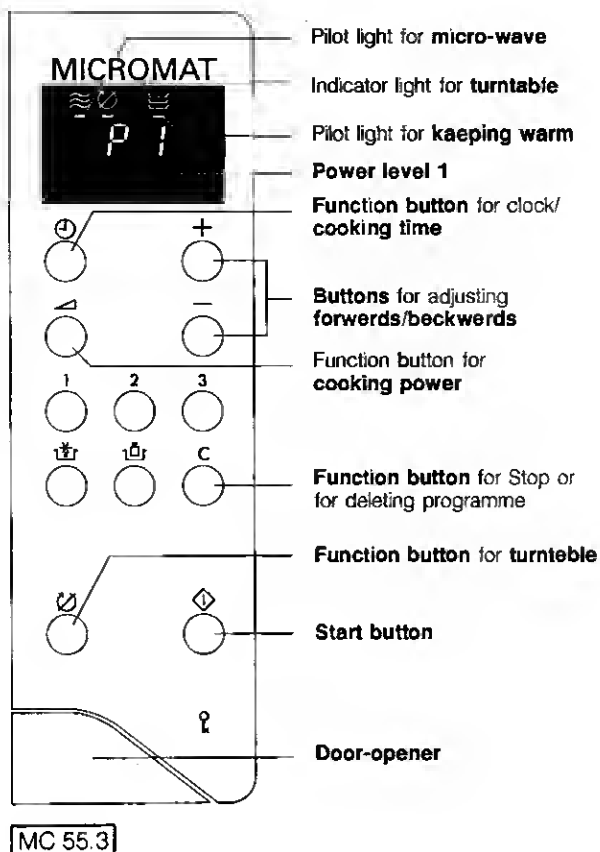 Pilot light for micro-wave
MICROMAT
Indicator light for turntable
P 1
Pilot light for kaeping warm
Power level 1
Function button for clock/
cooking time
+
Buttons for adjusting
forwerds/beckwerds
−
Function button for
cooking power
1 2 3
C
Function button for Stop or
for deleting programme
Function button for turnteble
Start button
Door-opener
MC 55.3